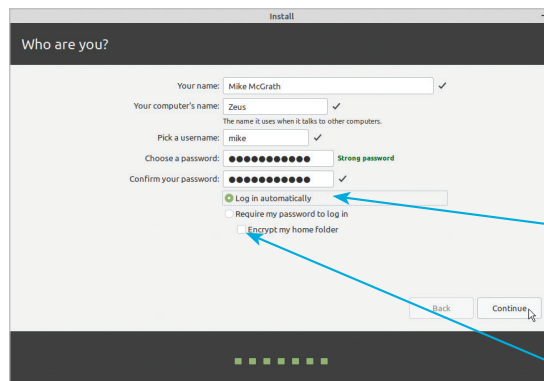 Install
Who are you?
Your name: Mike McGrath
Your computer's name: Zeus
The name it uses when it talks to other computers.
Pick a username: mike
Choose a password: ●●●●●●●●●●● Strong password
Confirm your password: ●●●●●●●●●●●
Log in automatically
Require my password to log in
Encrypt my home folder
Back Continue